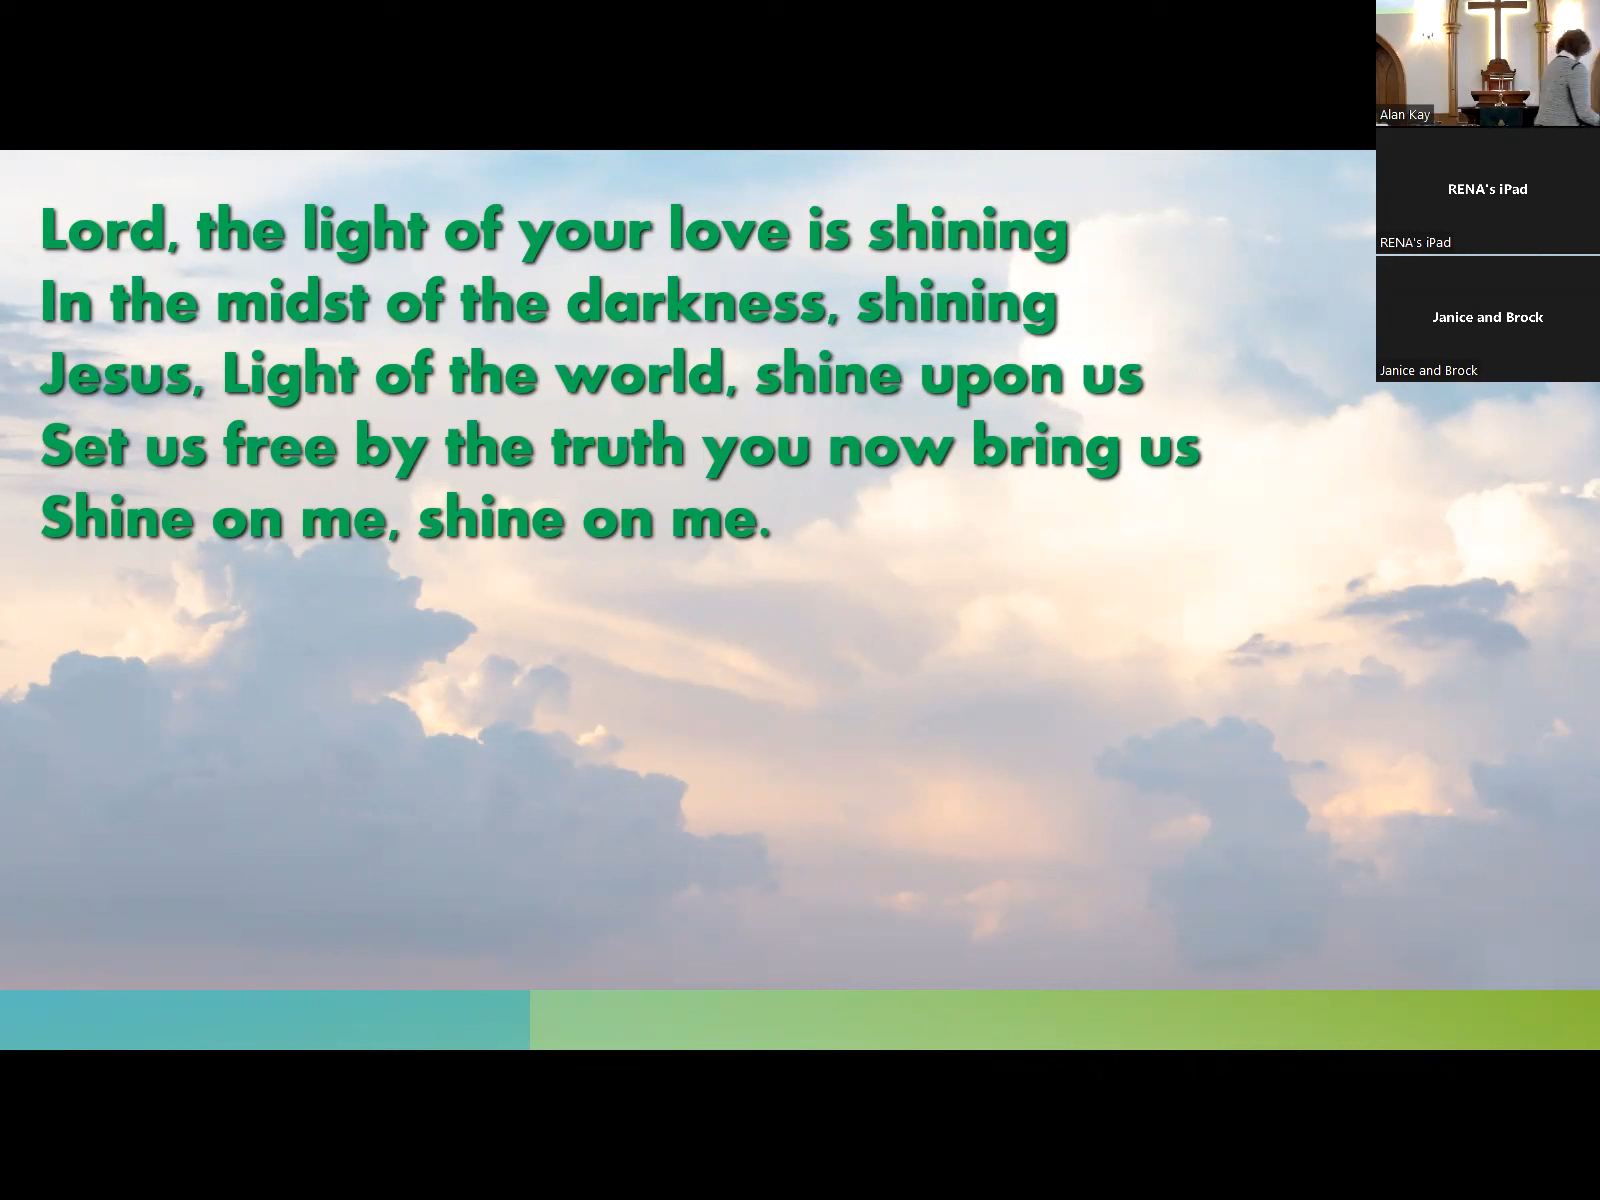 Lord, the light of your love is shining
In the midst of the darkness, shining
Jesus, Light of the world, shine upon us
Set us free by the truth you now bring us
Shine on me, shine on me.
Alan Kay
RENA's iPad
RENA's iPad
Janice and Brock
Janice and Brock